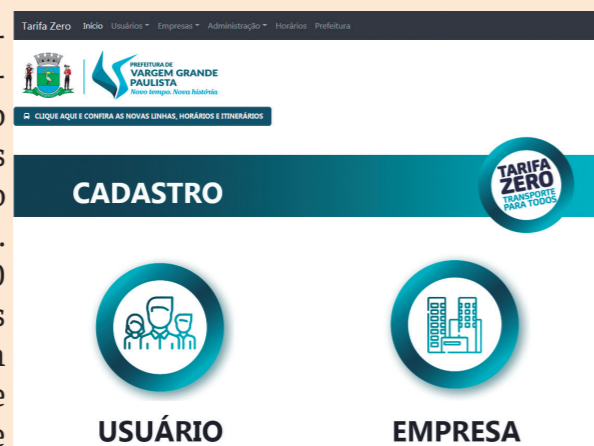 Tarifa Zero Início Usuários Empresas Administração Horários Prefeitura
PREFEITURA DE
VARGEM GRANDE
PAULISTA
Novo tempo. Nova história
CLIQUE AQUI E CONFIRA AS NOVAS LINHAS, HORÁRIOS E ITINERÁRIOS
CADASTRO
TARIFA
ZERO
TRANSPORTE
PARA TODOS
USUÁRIO
EMPRESA